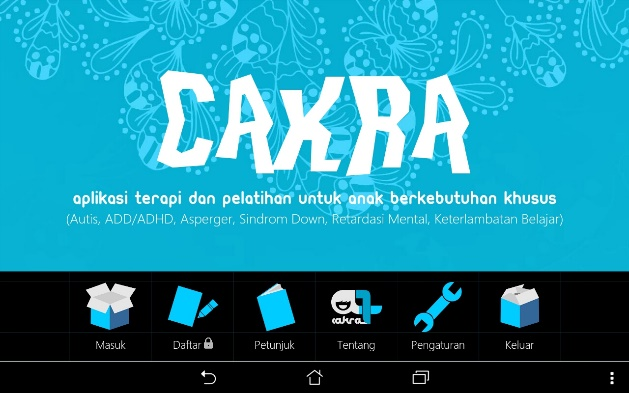 CAKRA
aplikasi terapi dan pelatihan untuk anak berkebutuhan khusus
(Autis, ADD/ADHD, Asperger, Sindrom Down, Retardasi Mental, Keterlambatan Belajar)
cakra
Masuk Daftar Petunjuk Tentang Pengaturan Keluar